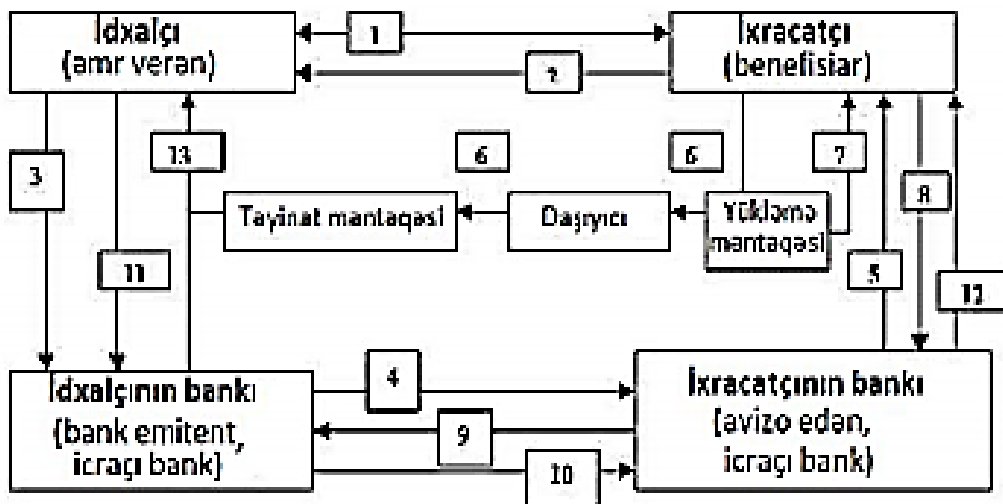 İdxalçı
(əmr verən)
1
2
İxracatçı
(benefisiar)
3
13
6
6
7
8
Təyinat məntəqəsi
Daşıyıcı
Yükləmə
məntəqəsi
11
5
12
İdxalçının bankı
(bank emitent,
icraçı bank)
4
9
10
İxracatçının bankı
(avizo edən,
icraçı bank)